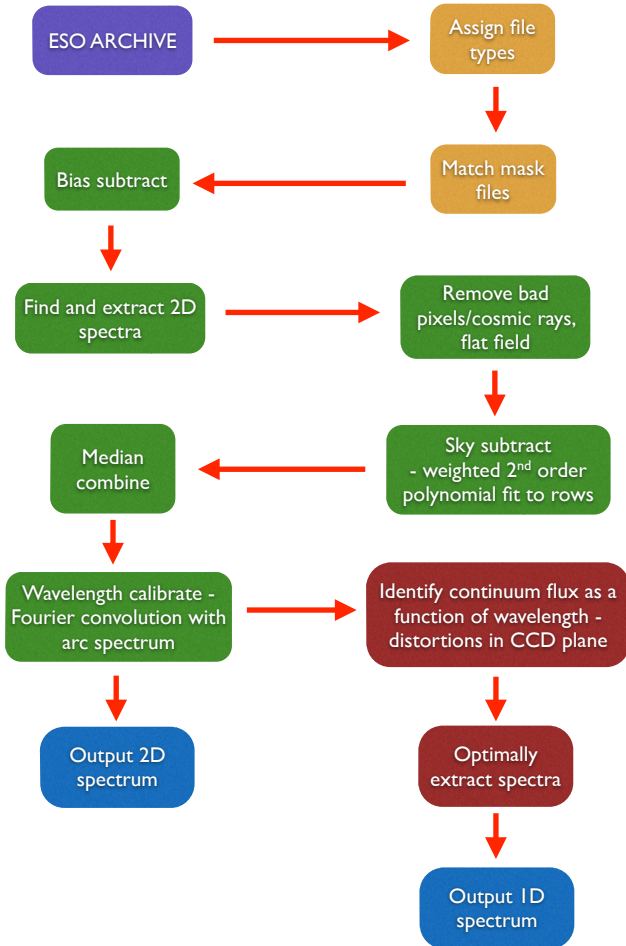 ESO ARCHIVE
Assign file
types
Match mask
files
Bias subtract
Find and extract 2D
spectra
Remove bad
pixels/cosmic rays,
flat field
Sky subtract
- weighted 2nd order
polynomial fit to rows
Median
combine
Wavelength calibrate -
Fourier convolution with
arc spectrum
Identify continuum flux as a
function of wavelength -
distortions in CCD plane
Output 2D
spectrum
Optimally
extract spectra
Output 1D
spectrum